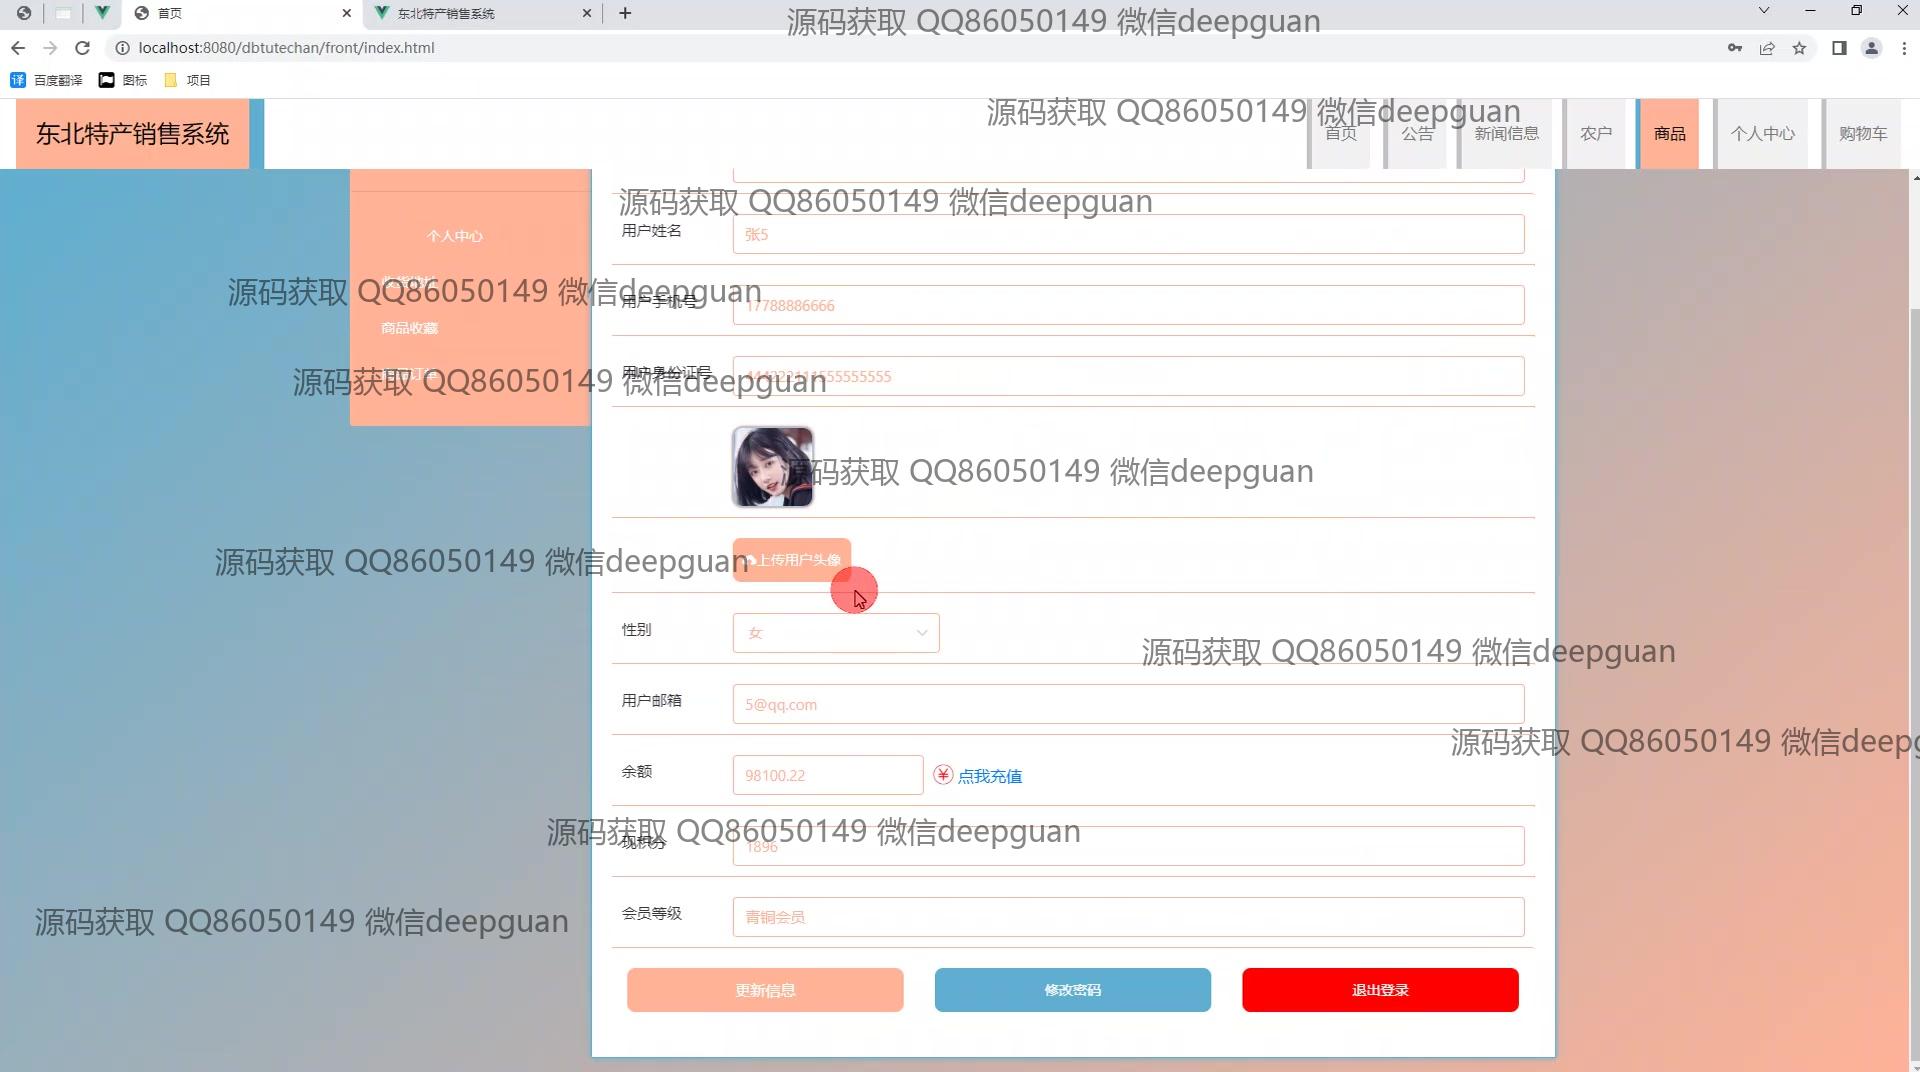 首页
东北特产销售系统
源码获取 QQ86050149 微信deepguan
localhost:8080/dbtutechan/front/index.html
百度翻译
图标
项目
东北特产销售系统
源码获取 QQ86050149 微信deepguan
首页
公告
新闻信息
农户
商品
个人中心
购物车
源码获取 QQ86050149 微信deepguan
用户姓名
张5
个人中心
收货地址
源码获取 QQ86050149 微信deepguan
用户手机号
17788886666
商品收藏
用户身份证号
源码获取 QQ86050149 微信deepguan
源码获取 QQ86050149 微信deepguan
源码获取 QQ86050149 微信deepguan
上传用户头像
性别
女
源码获取 QQ86050149 微信deepguan
用户邮箱
5@qq.com
源码获取 QQ86050149 微信deepg
余额
98100.22
点我充值
源码获取 QQ86050149 微信deepguan
现积分
1896
会员等级
青铜会员
源码获取 QQ86050149 微信deepguan
更新信息
修改密码
退出登录